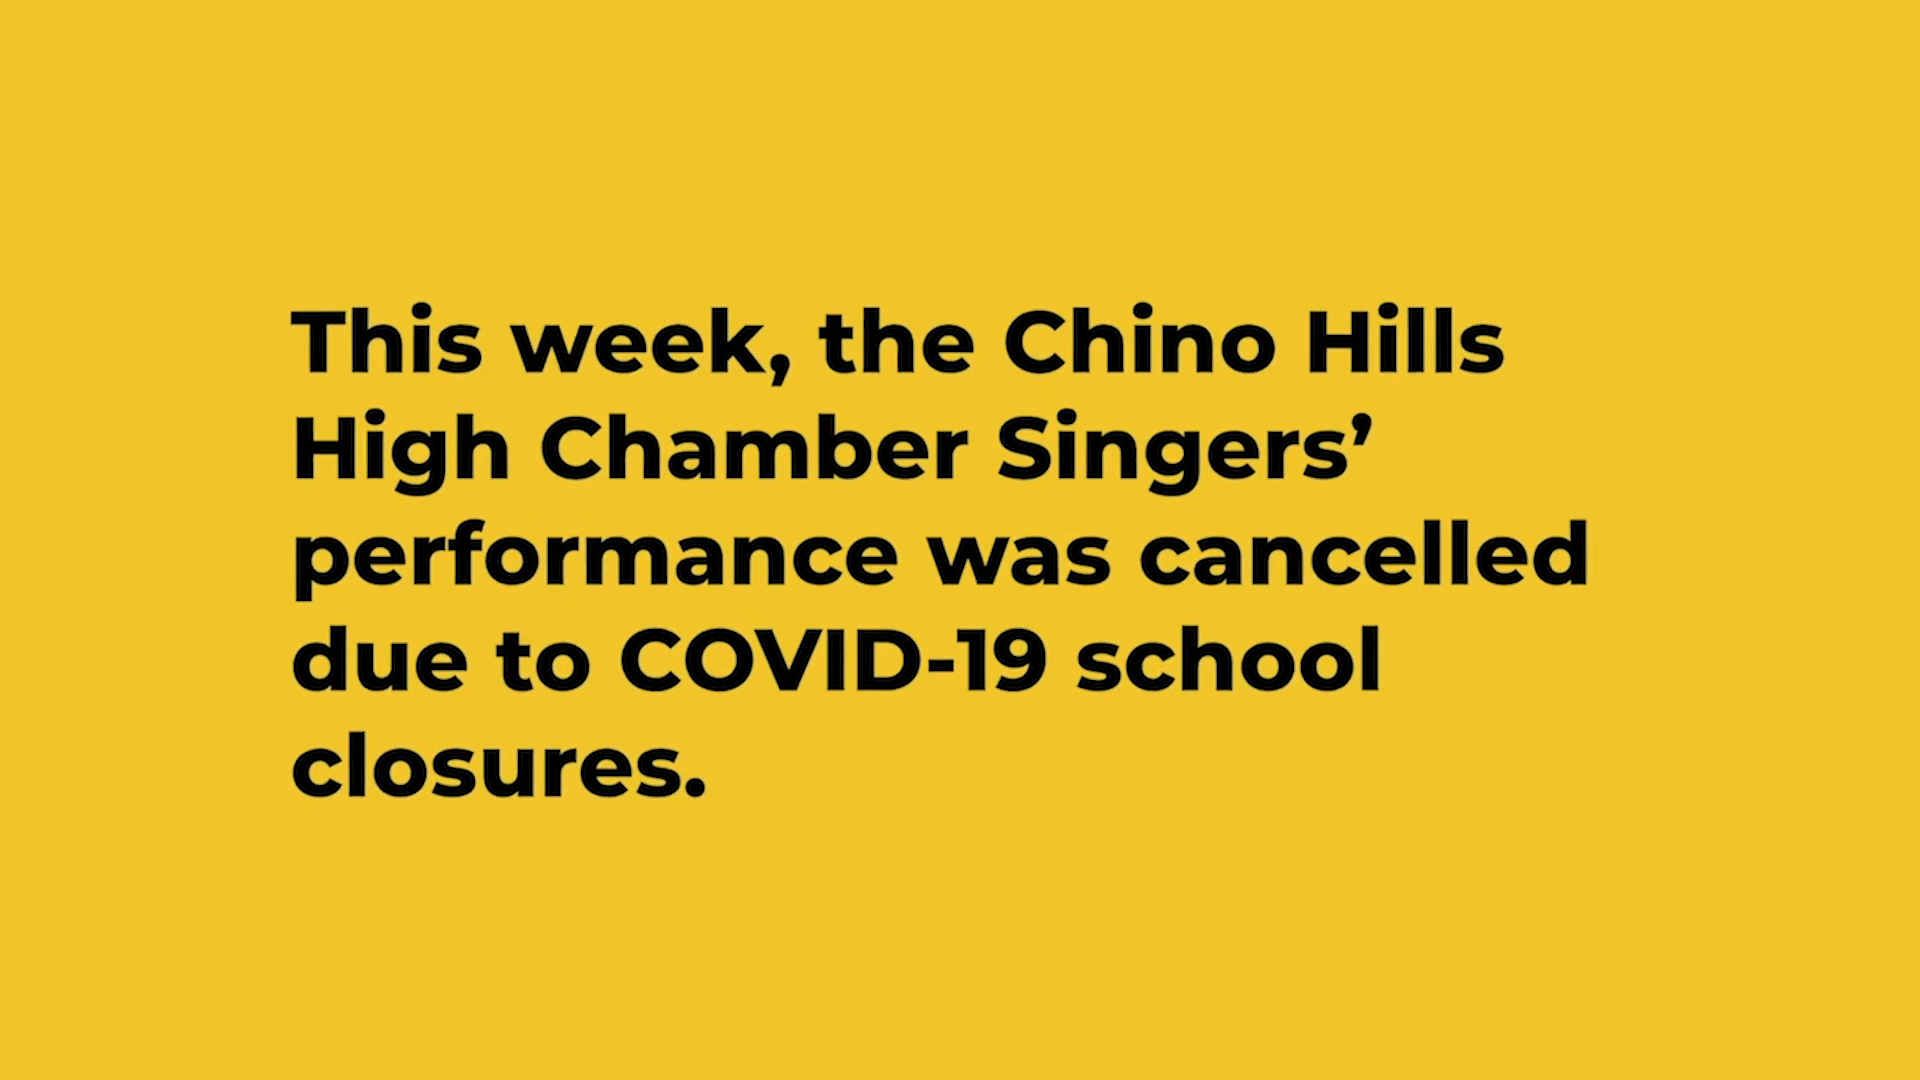 This week, the Chino Hills
High Chamber Singers’
performance was cancelled
due to COVID-19 school
closures.